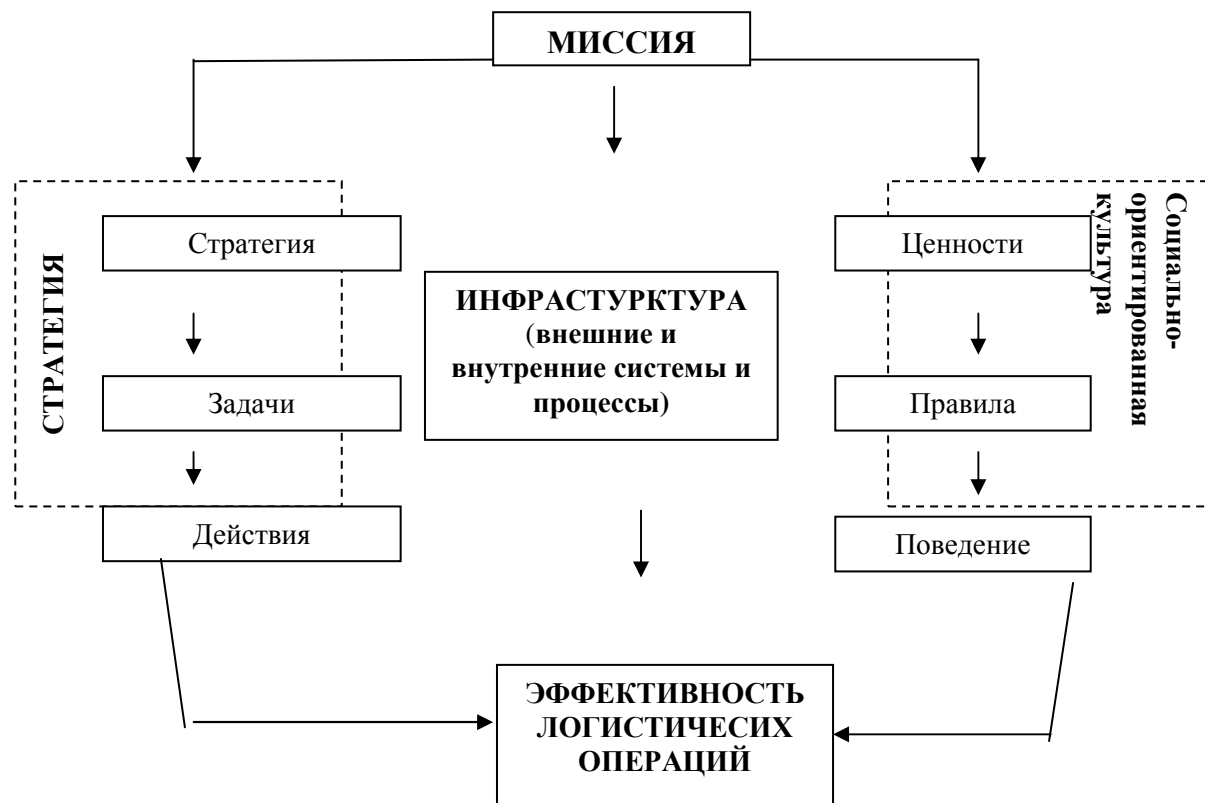 МИССИЯ
СТРАТЕГИЯ
Стратегия
Задачи
Действия
ИНФРАСТУРКТУРА
(внешние и
внутренние системы и
процессы)
Ценности
Правила
Поведение
Социально-
ориентированная
культура
ЭФФЕКТИВНОСТЬ
ЛОГИСТИЧЕСИХ
ОПЕРАЦИЙ